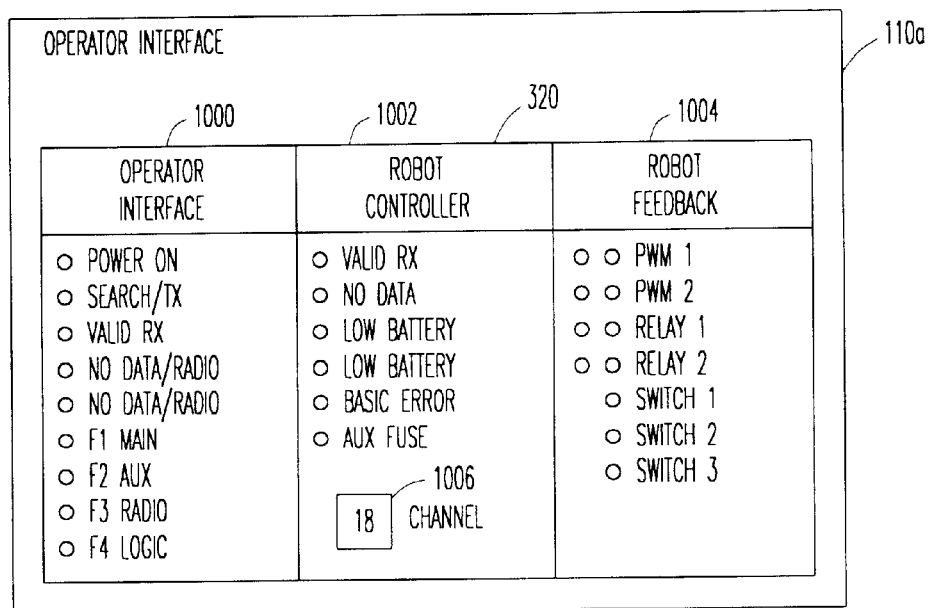 OPERATOR INTERFACE
110a
1000
1002
320
1004
OPERATOR
INTERFACE
POWER ON
SEARCH/TX
VALID RX
NO DATA/RADIO
NO DATA/RADIO
F1 MAIN
F2 AUX
F3 RADIO
F4 LOGIC
ROBOT
CONTROLLER
VALID RX
NO DATA
LOW BATTERY
LOW BATTERY
BASIC ERROR
AUX FUSE
1006
18 CHANNEL
ROBOT
FEEDBACK
PWM 1
PWM 2
RELAY 1
RELAY 2
SWITCH 1
SWITCH 2
SWITCH 3